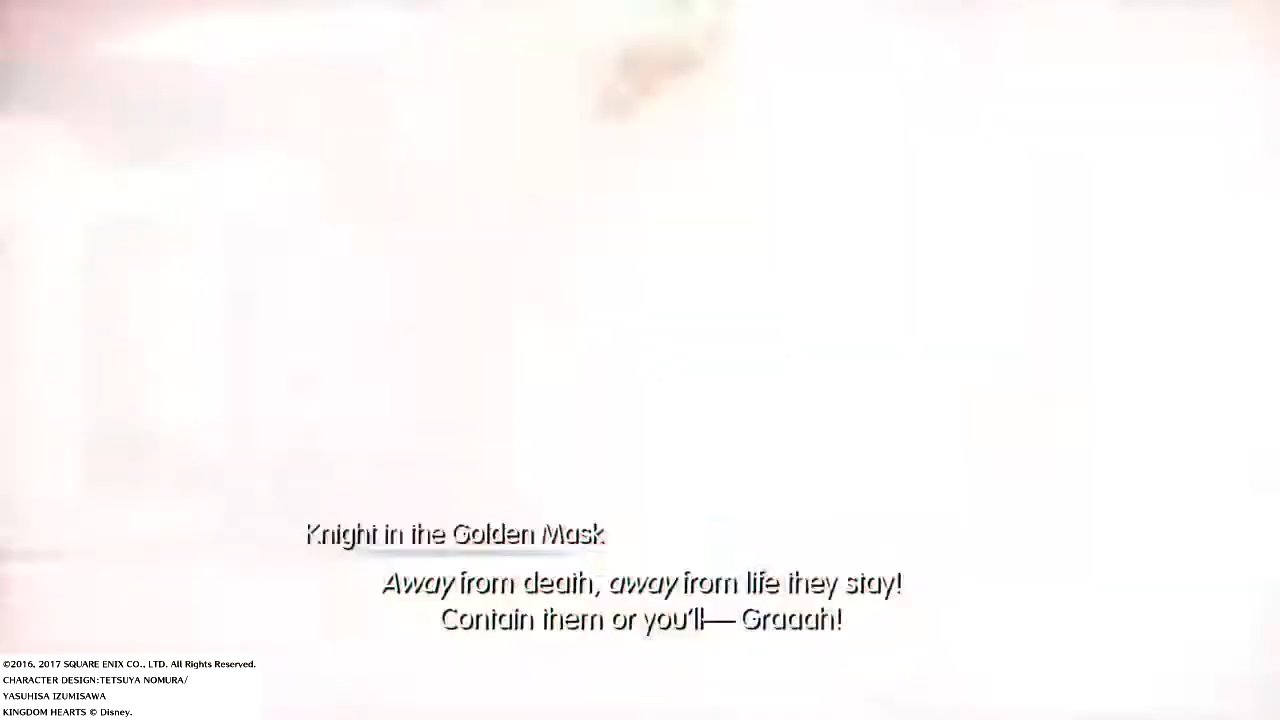 Knight in the Golden Mask
Away from death, away from life they stay!
Contain them or you'll— Graaah!
©2016, 2017 SQUARE ENIX CO., LTD. All Rights Reserved.
CHARACTER DESIGN:TETSUYA NOMURA/
YASUHISA IZUMISAWA
KINGDOM HEARTS © Disney.